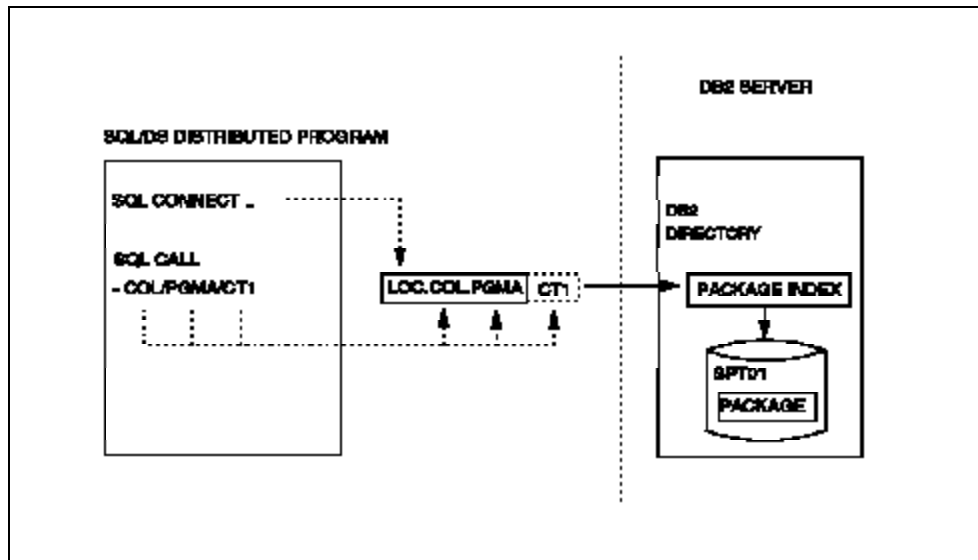 DB2 SERVER
SQL/DS DISTRIBUTED PROGRAM
SQL CONNECT _
SQL CALL
- COL/PGMA/CT1
LOC.COL.PGMA CT1
DB2
DIRECTORY
PACKAGE INDEX
SPT01
PACKAGE